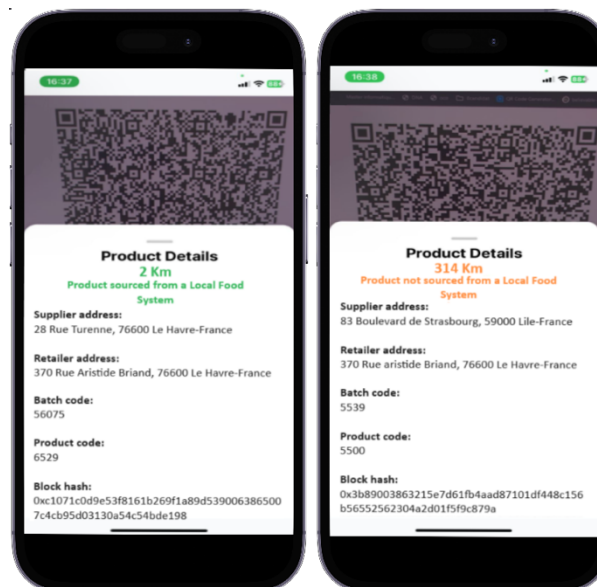 16:37
Product Details
2 Km
Product sourced from a Local Food
System
Supplier address:
28 Rue Turenne, 76600 Le Havre-France
Retailer address:
370 Rue Aristide Briand, 76600 Le Havre-France
Batch code:
56075
Product code:
6529
Block hash:
0xc1071c0d9e53f8161b269f1a89d539006386500
7c4cb95d03130a54c54bde198
16:38
Product Details
314 Km
Product not sourced from a Local Food
System
Supplier address:
83 Boulevard de Strasbourg, 59000 Lile-France
Retailer address:
370 Rue aristide Briand, 76600 Le Havre-France
Batch code:
5539
Product code:
5500
Block hash:
0x3b89003863215e7d61fb4aad87101df448c156
b56552562304a2d01f5f9c879a